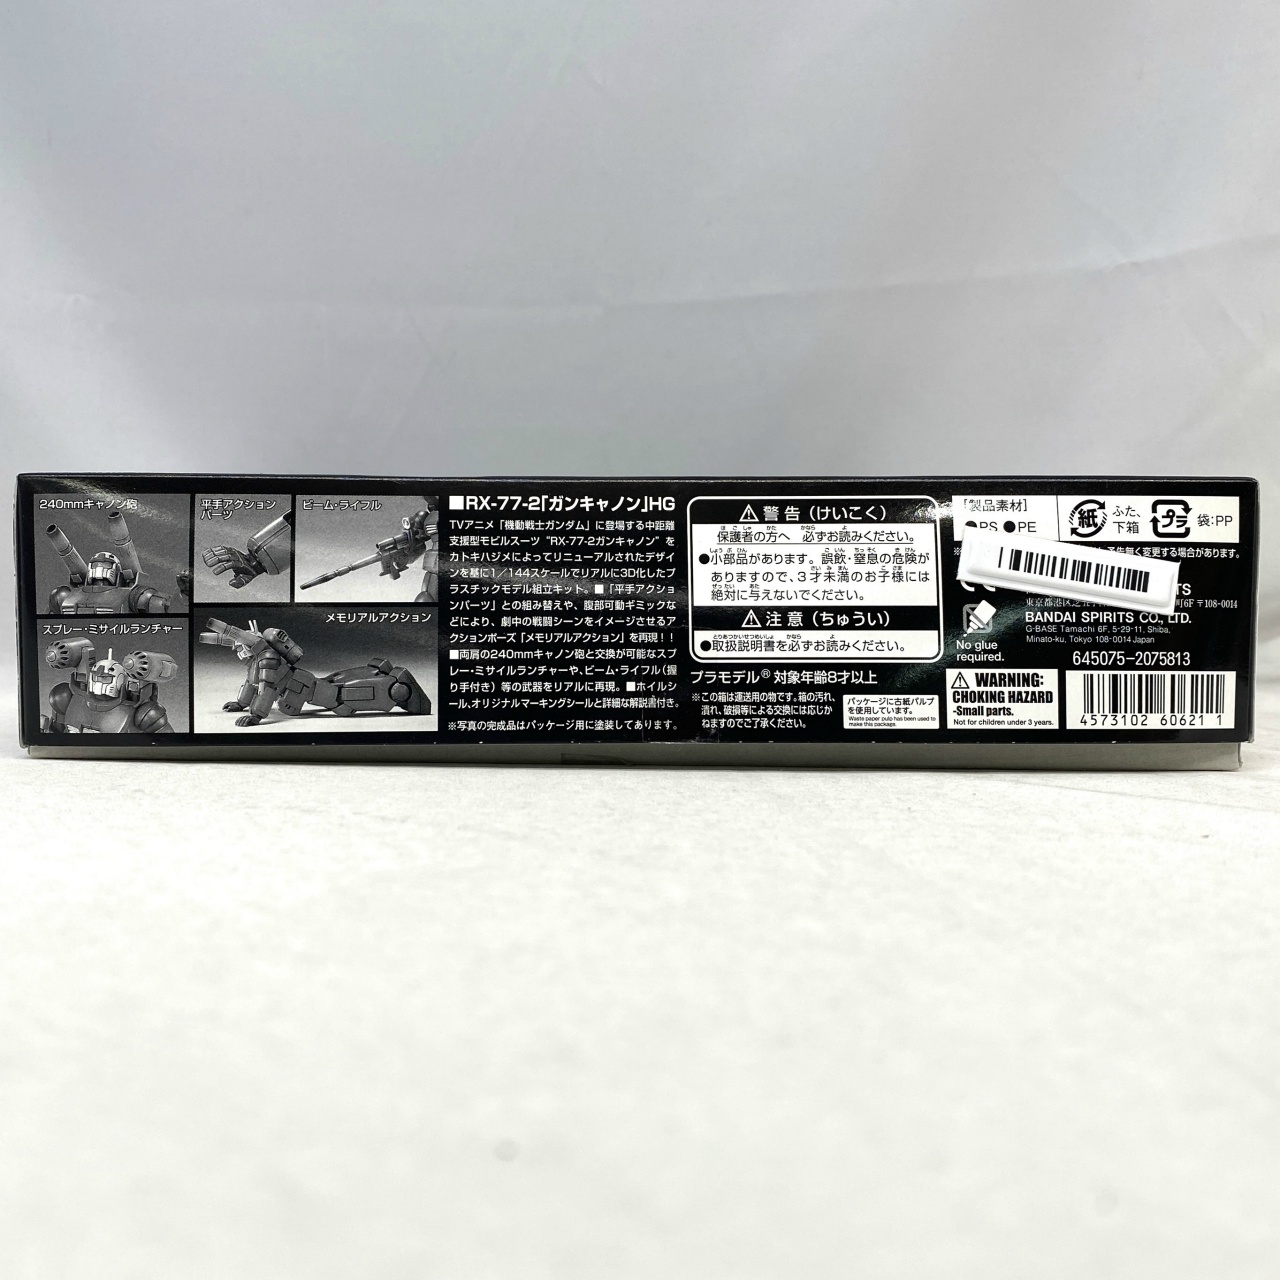 240mmキャノン砲
平手アクション
パーツ
ビーム・ライフル
スプレー・ミサイルランチャー
メモリアルアクション
■RX-77-2「ガンキャノン」HG
TVアニメ「機動戦士ガンダム」に登場する中距離
支援型モビルスーツ "RX-77-2ガンキャノン" を
カトキハジメによってリニューアルされたデザイ
ンを基に1/144スケールでリアルに3D化したプ
ラスチックモデル組立キット。■「平手アクショ
ンパーツ」との組み替えや、腹部可動ギミックな
どにより、劇中の戦闘シーンをイメージさせるア
クションポーズ「メモリアルアクション」を再現!!
■両肩の240mmキャノン砲と交換が可能なスプ
レー・ミサイルランチャーや、ビーム・ライフル(握
り手付き)等の武器をリアルに再現。■ホイルシ
ール、オリジナルマーキングシールと詳細な解説書付き。
※写真の完成品はパッケージ用に塗装してあります。
⚠警告(けいこく)
保護者の方へ 必ずお読みください。
●小部品があります。誤飲・窒息の危険が
ありますので、3才未満のお子様には
絶対に与えないでください。
⚠注意(ちゅうい)
●取扱説明書を必ずお読みください。
プラモデル® 対象年齢8才以上
※この箱は運送用の物です。箱の汚れ、
潰れ、破損等による交換には応じか
ねますのでご了承ください。
パッケージに古紙パルプ
を使用しています。
Waste paper pulp has been used to
make this package.
[製品素材]
●PS ●PE
紙
ふた、
下箱
プラ
袋:PP
予告無く変更する場合があります。
6F 〒108-0014
BANDAI SPIRITS CO., LTD.
G-BASE Tamachi 6F, 5-29-11, Shiba,
Minato-ku, Tokyo 108-0014 Japan
No glue
required.
645075-2075813
⚠WARNING:
CHOKING HAZARD
-Small parts.
Not for children under 3 years.
4573102 60621 1